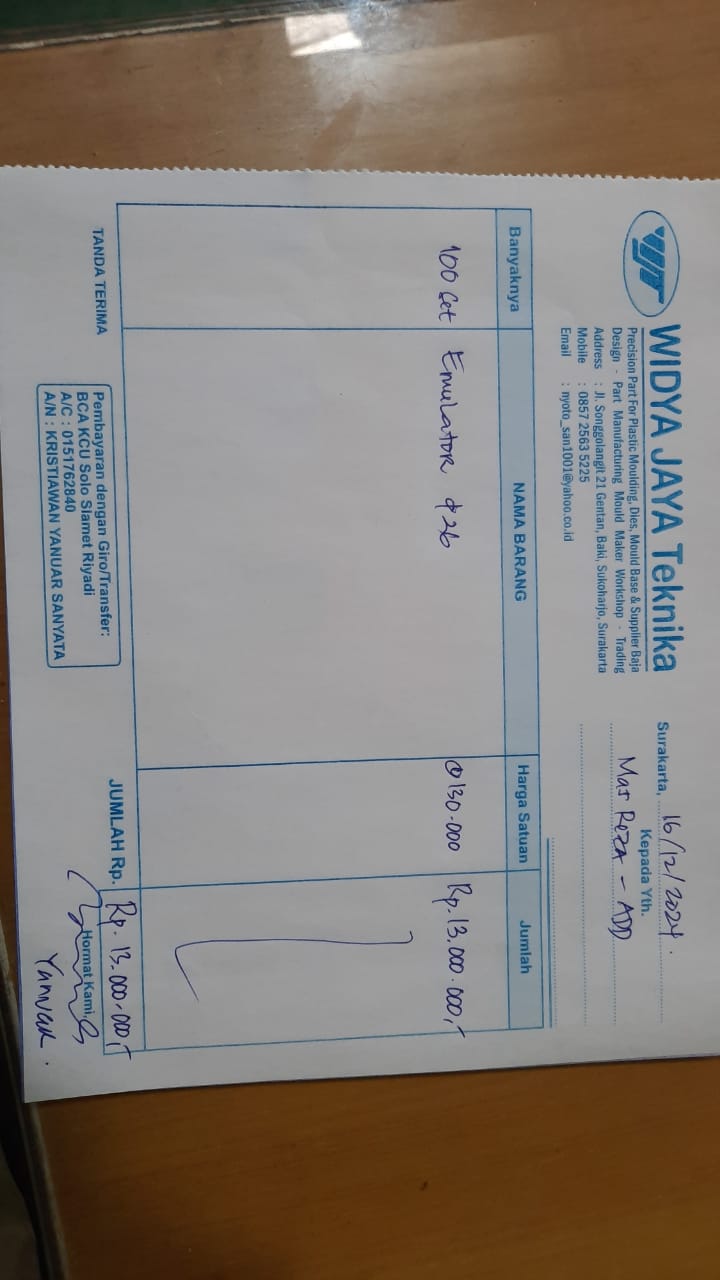 WJT
WIDYA JAYA Teknika
Precision Part For Plastic Moulding, Dies, Mould Base & Supplier Baja
Design - Part Manufacturing Mould Maker Workshop - Trading
Address : Jl. Songgolangit 21 Gentan, Baki, Sukoharjo, Surakarta
Mobile : 0857 2563 5225
Email : nyoto_san1001@yahoo.co.id
Surakarta, 16/12/2024.
Kepada Yth.
Mas Reza - ADD
Banyaknya NAMA BARANG Harga Satuan Jumlah
100 Set Emulator ϕ26 @130.000 Rp. 13.000.000,-
JUMLAH Rp. Rp. 13.000.000,-
TANDA TERIMA
Pembayaran dengan Giro/Transfer:
BCA KCU Solo Slamet Riyadi
A/C : 0151762840
A/N : KRISTIAWAN YANUAR SANYATA
Hormat Kami,
Yanuar.